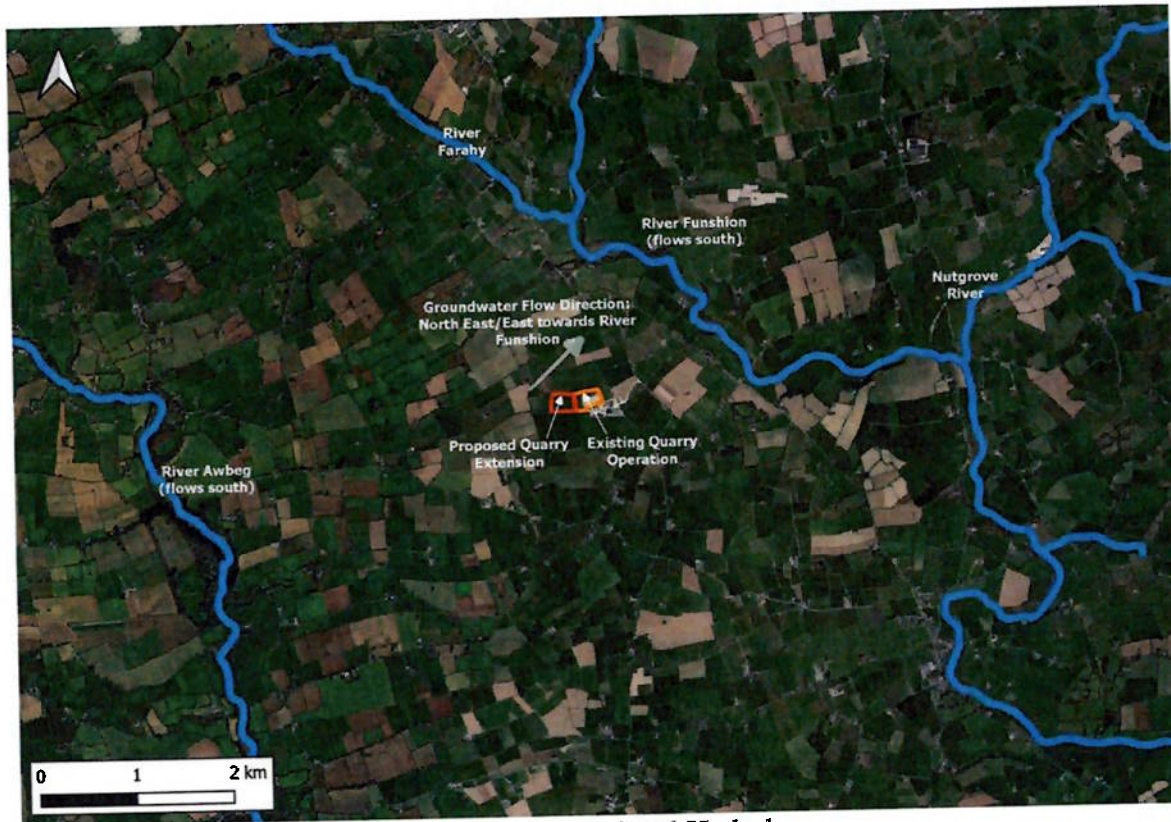 River
Farahy
River Funshion
(flows south)
Nutgrove
River
Groundwater Flow Direction:
North East/East towards River
Funshion
Proposed Quarry
Extension
Existing Quarry
Operation
River Awbeg
(flows south)
0 1 2 km